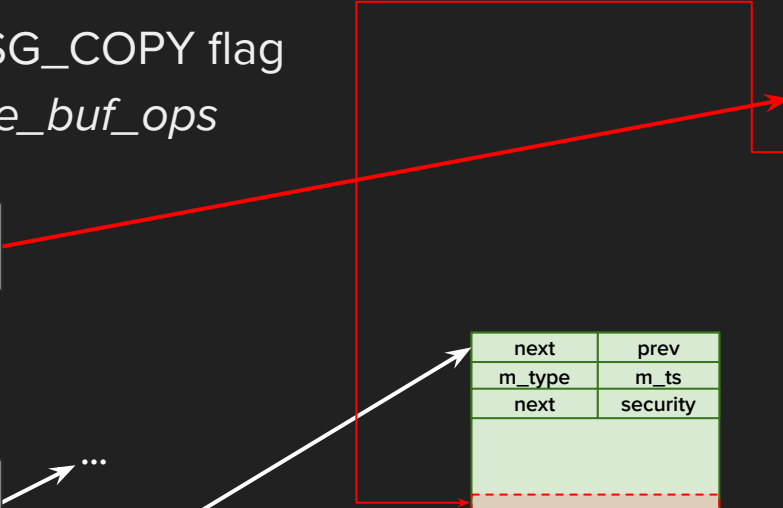 SG_COPY flag
e_buf_ops
next prev
m_type m_ts
next security
...